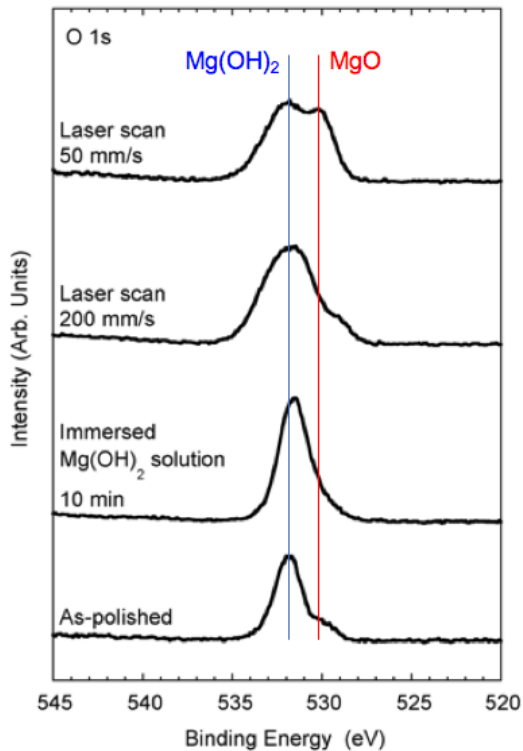 O 1s
Mg(OH)₂ MgO
Laser scan
50 mm/s
Laser scan
200 mm/s
Immersed
Mg(OH)₂ solution
10 min
As-polished
Intensity (Arb. Units)
545 540 535 530 525 520
Binding Energy (eV)